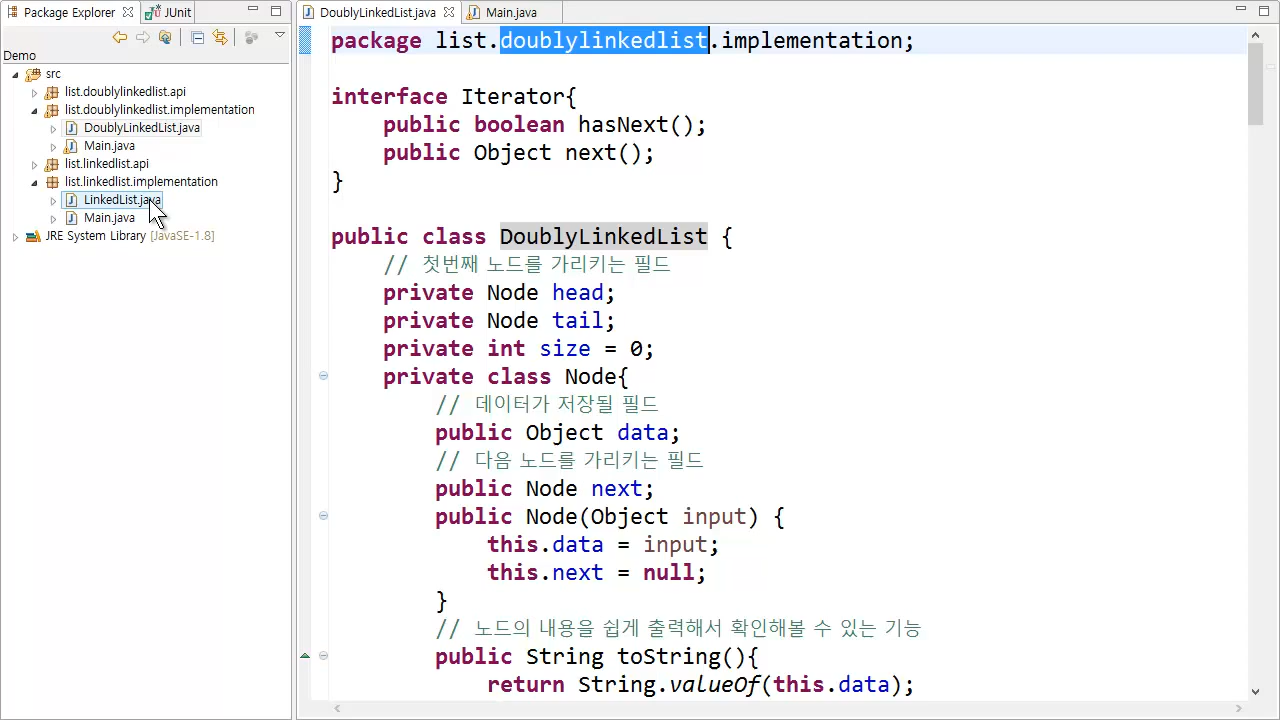 Package Explorer
JUnit
Demo
src
list.doublylinkedlist.api
list.doublylinkedlist.implementation
DoublyLinkedList.java
Main.java
list.linkedlist.api
list.linkedlist.implementation
LinkedList.java
Main.java
JRE System Library [JavaSE-1.8]
DoublyLinkedList.java
Main.java
package list.doublylinkedlist.implementation;
interface Iterator{
public boolean hasNext();
public Object next();
}
public class DoublyLinkedList {
// 첫번째 노드를 가리키는 필드
private Node head;
private Node tail;
private int size = 0;
private class Node{
// 데이터가 저장될 필드
public Object data;
// 다음 노드를 가리키는 필드
public Node next;
public Node(Object input) {
this.data = input;
this.next = null;
}
// 노드의 내용을 쉽게 출력해서 확인해볼 수 있는 기능
public String toString(){
return String.valueOf(this.data);